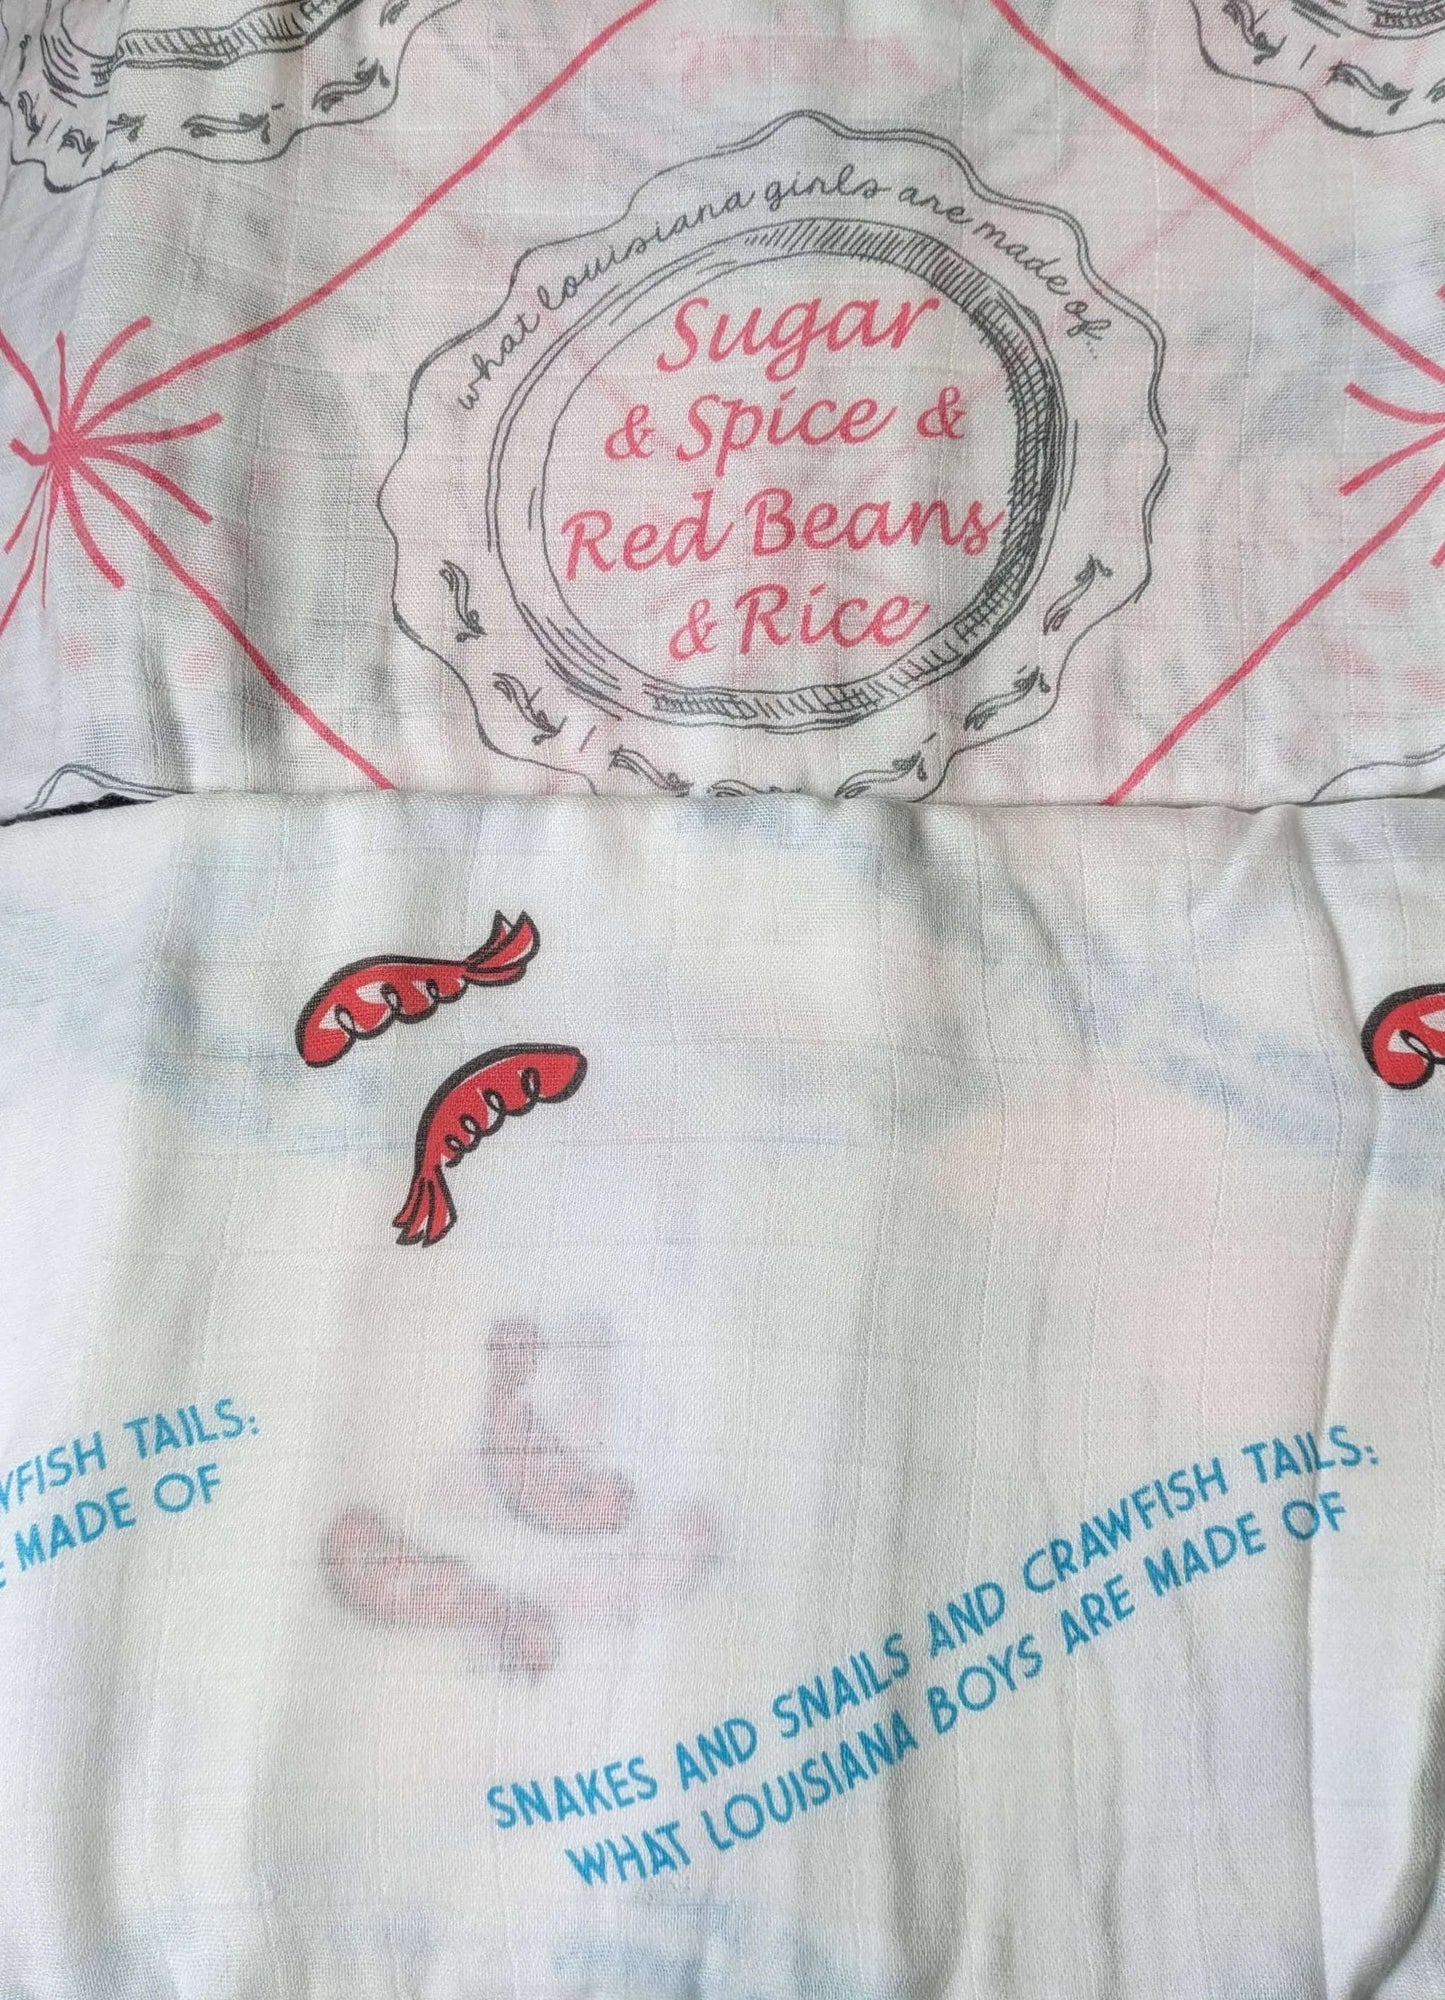 what louisiana girls are made of...
Sugar
& Spice &
Red Beans
& Rice
WFISH TAILS:
E MADE OF
SNAKES AND SNAILS AND CRAWFISH TAILS:
WHAT LOUISIANA BOYS ARE MADE OF